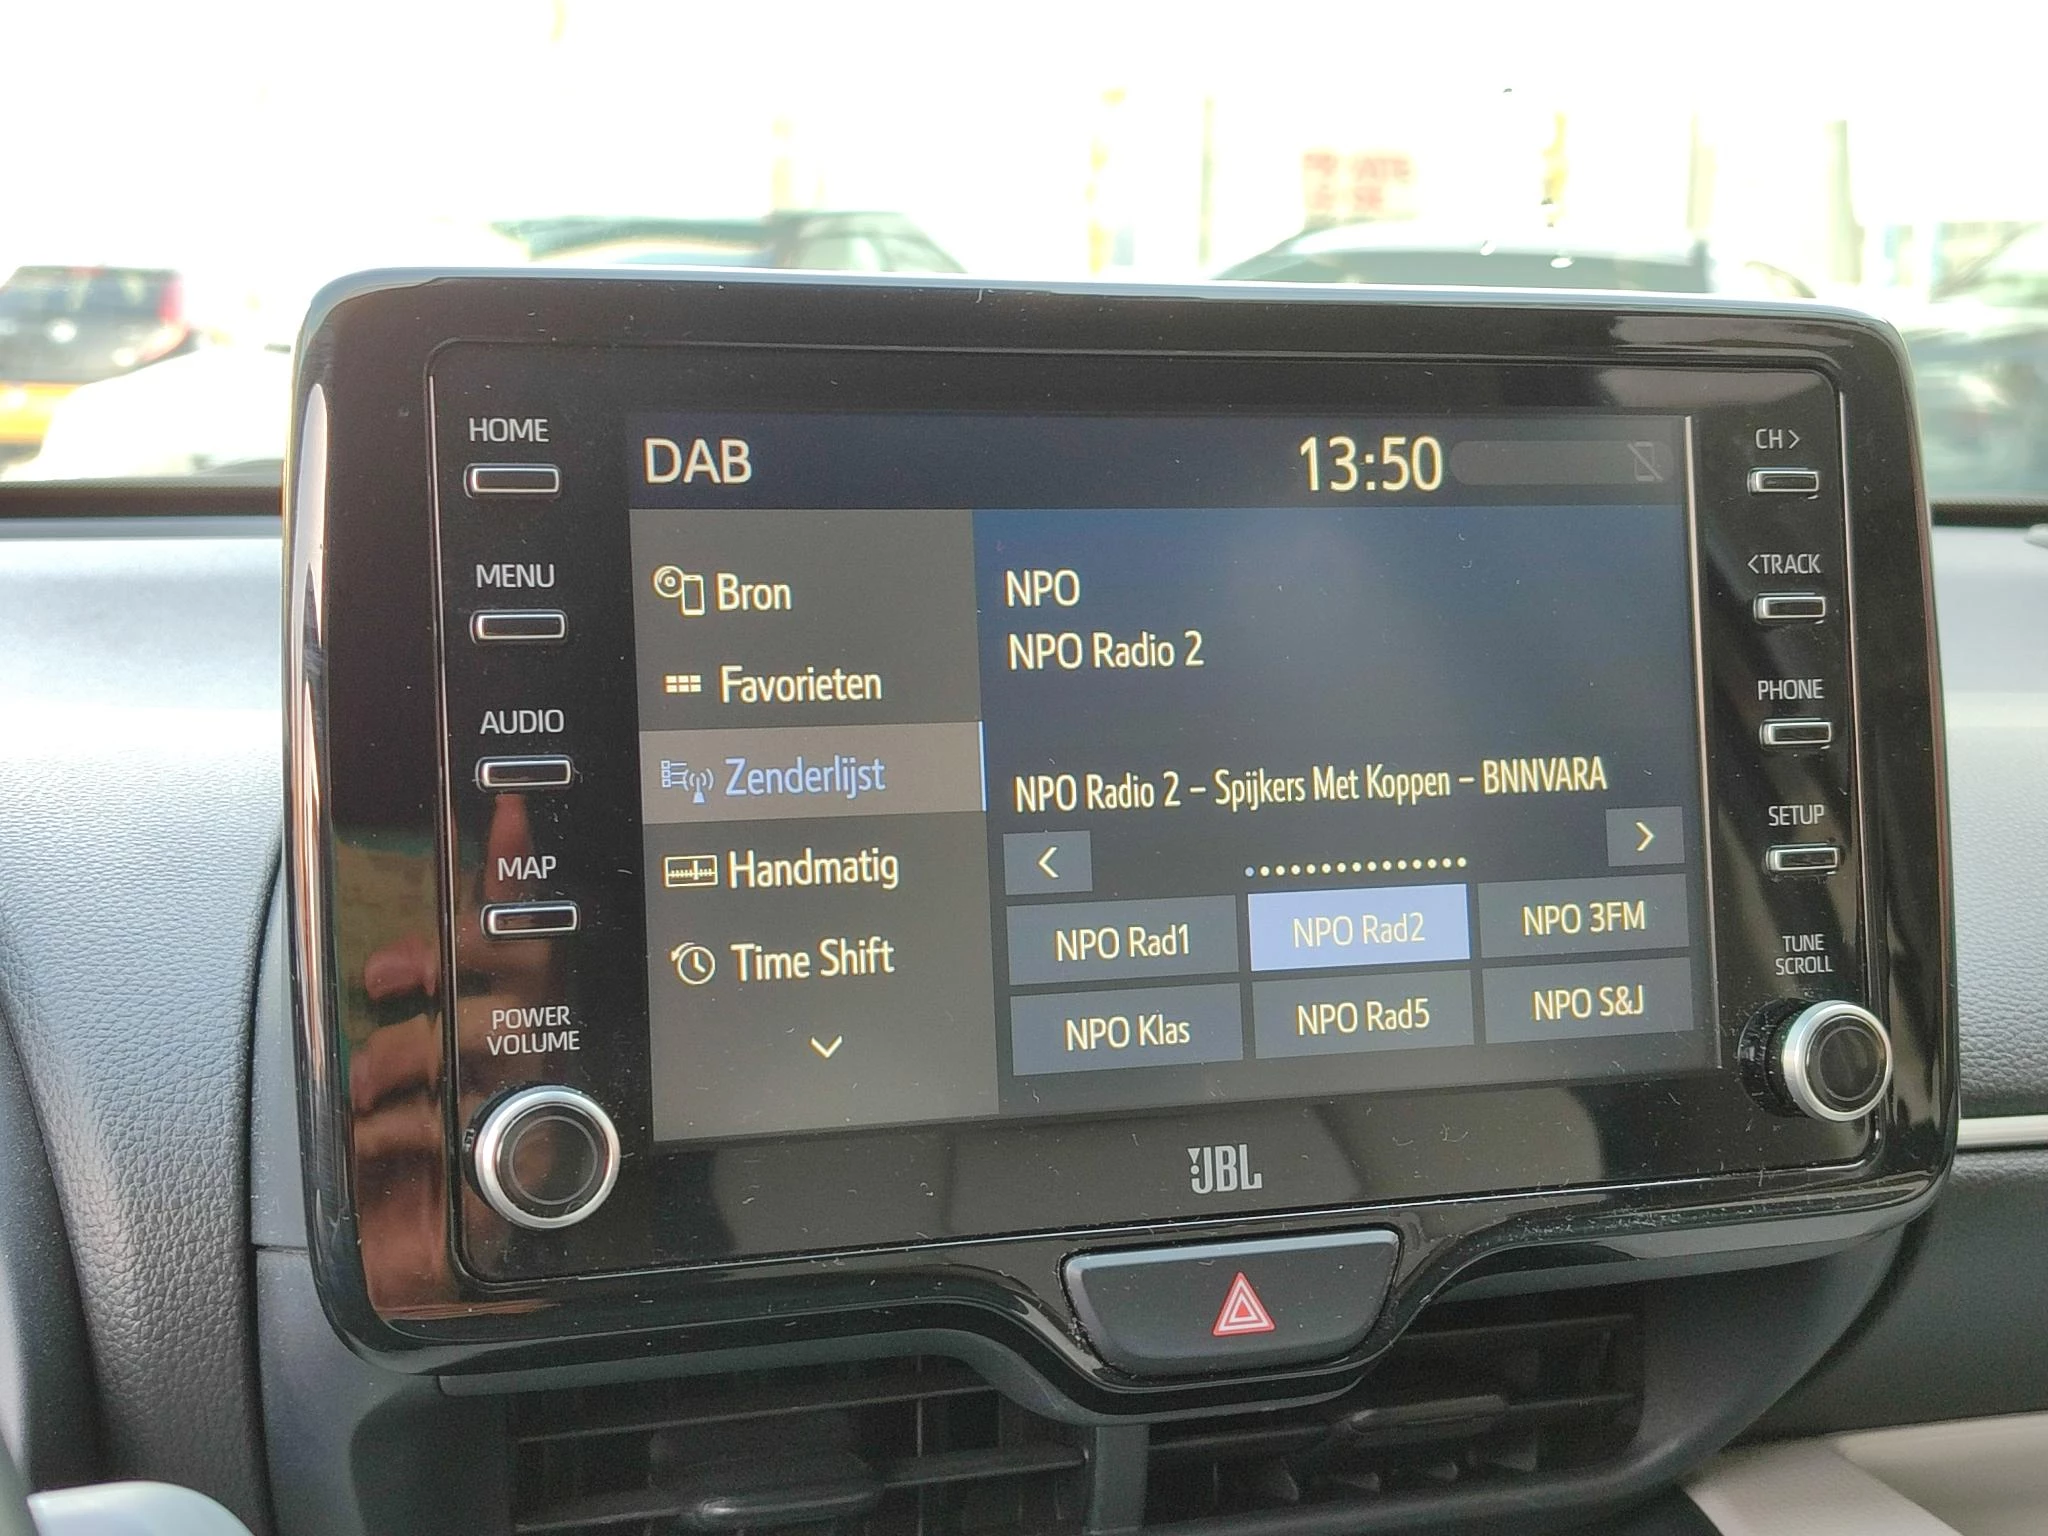 HOME
MENU
AUDIO
MAP
POWER
VOLUME
DAB
13:50
Bron
Favorieten
Zenderlijst
Handmatig
Time Shift
NPO
NPO Radio 2
NPO Radio 2 – Spijkers Met Koppen – BNNVARA
<
>
NPO Rad1
NPO Rad2
NPO 3FM
NPO Klas
NPO Rad5
NPO S&J
CH >
< TRACK
PHONE
SETUP
TUNE
SCROLL
JBL